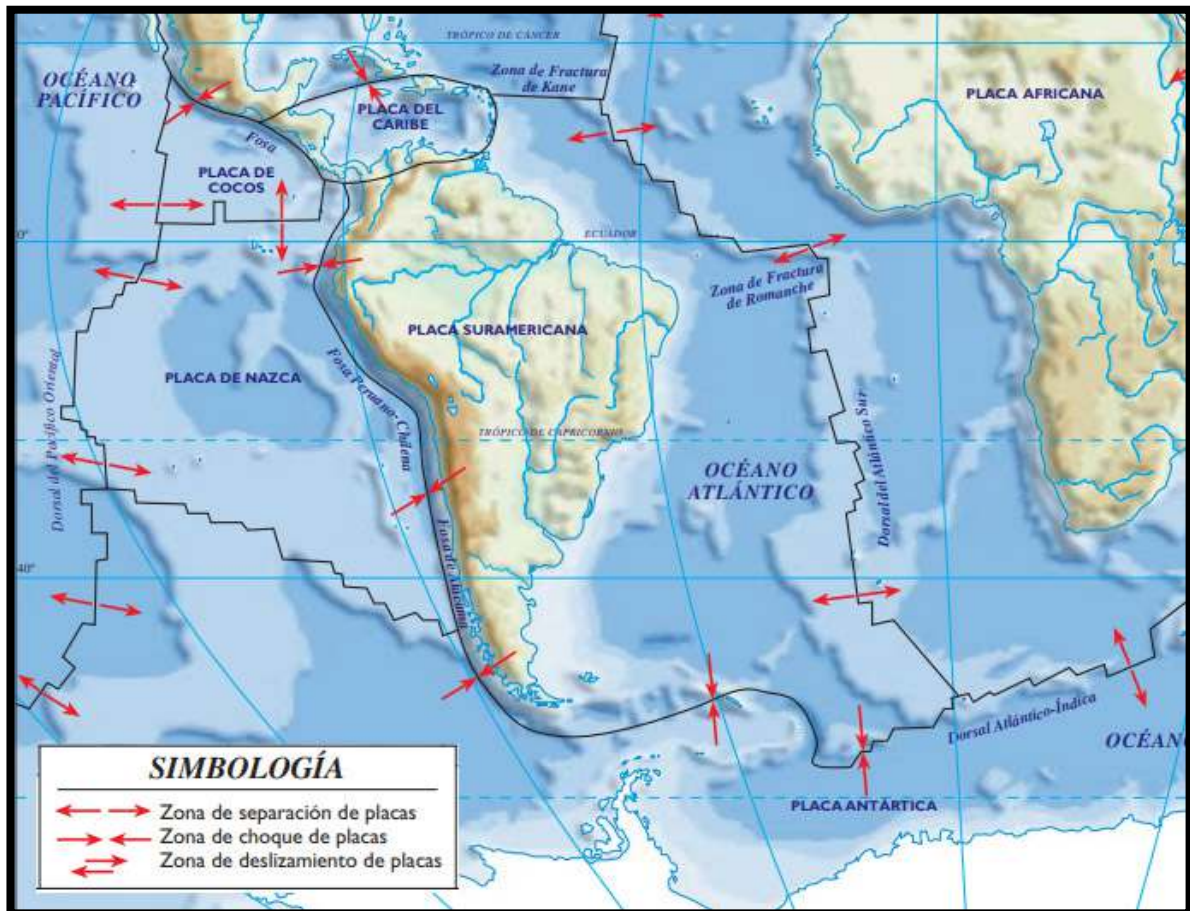 TRÓPICO DE CÁNCER
OCÉANO
PACÍFICO
Zona de Fractura
de Kane
PLACA AFRICANA
PLACA DEL
CARIBE
Fosa
PLACA DE
COCOS
0°
ECUADOR
Zona de Fractura
de Romanche
PLACA SURAMERICANA
PLACA DE NAZCA
Fosa Peruano-Chilena
Dorsal del Pacífico Oriental
TRÓPICO DE CAPRICORNIO
OCÉANO
ATLÁNTICO
Dorsal del Atlántico Sur
Fosa de Atacama
40°
Dorsal Atlántico-Índica
OCÉANO
PLACA ANTÁRTICA
SIMBOLOGÍA
Zona de separación de placas
Zona de choque de placas
Zona de deslizamiento de placas